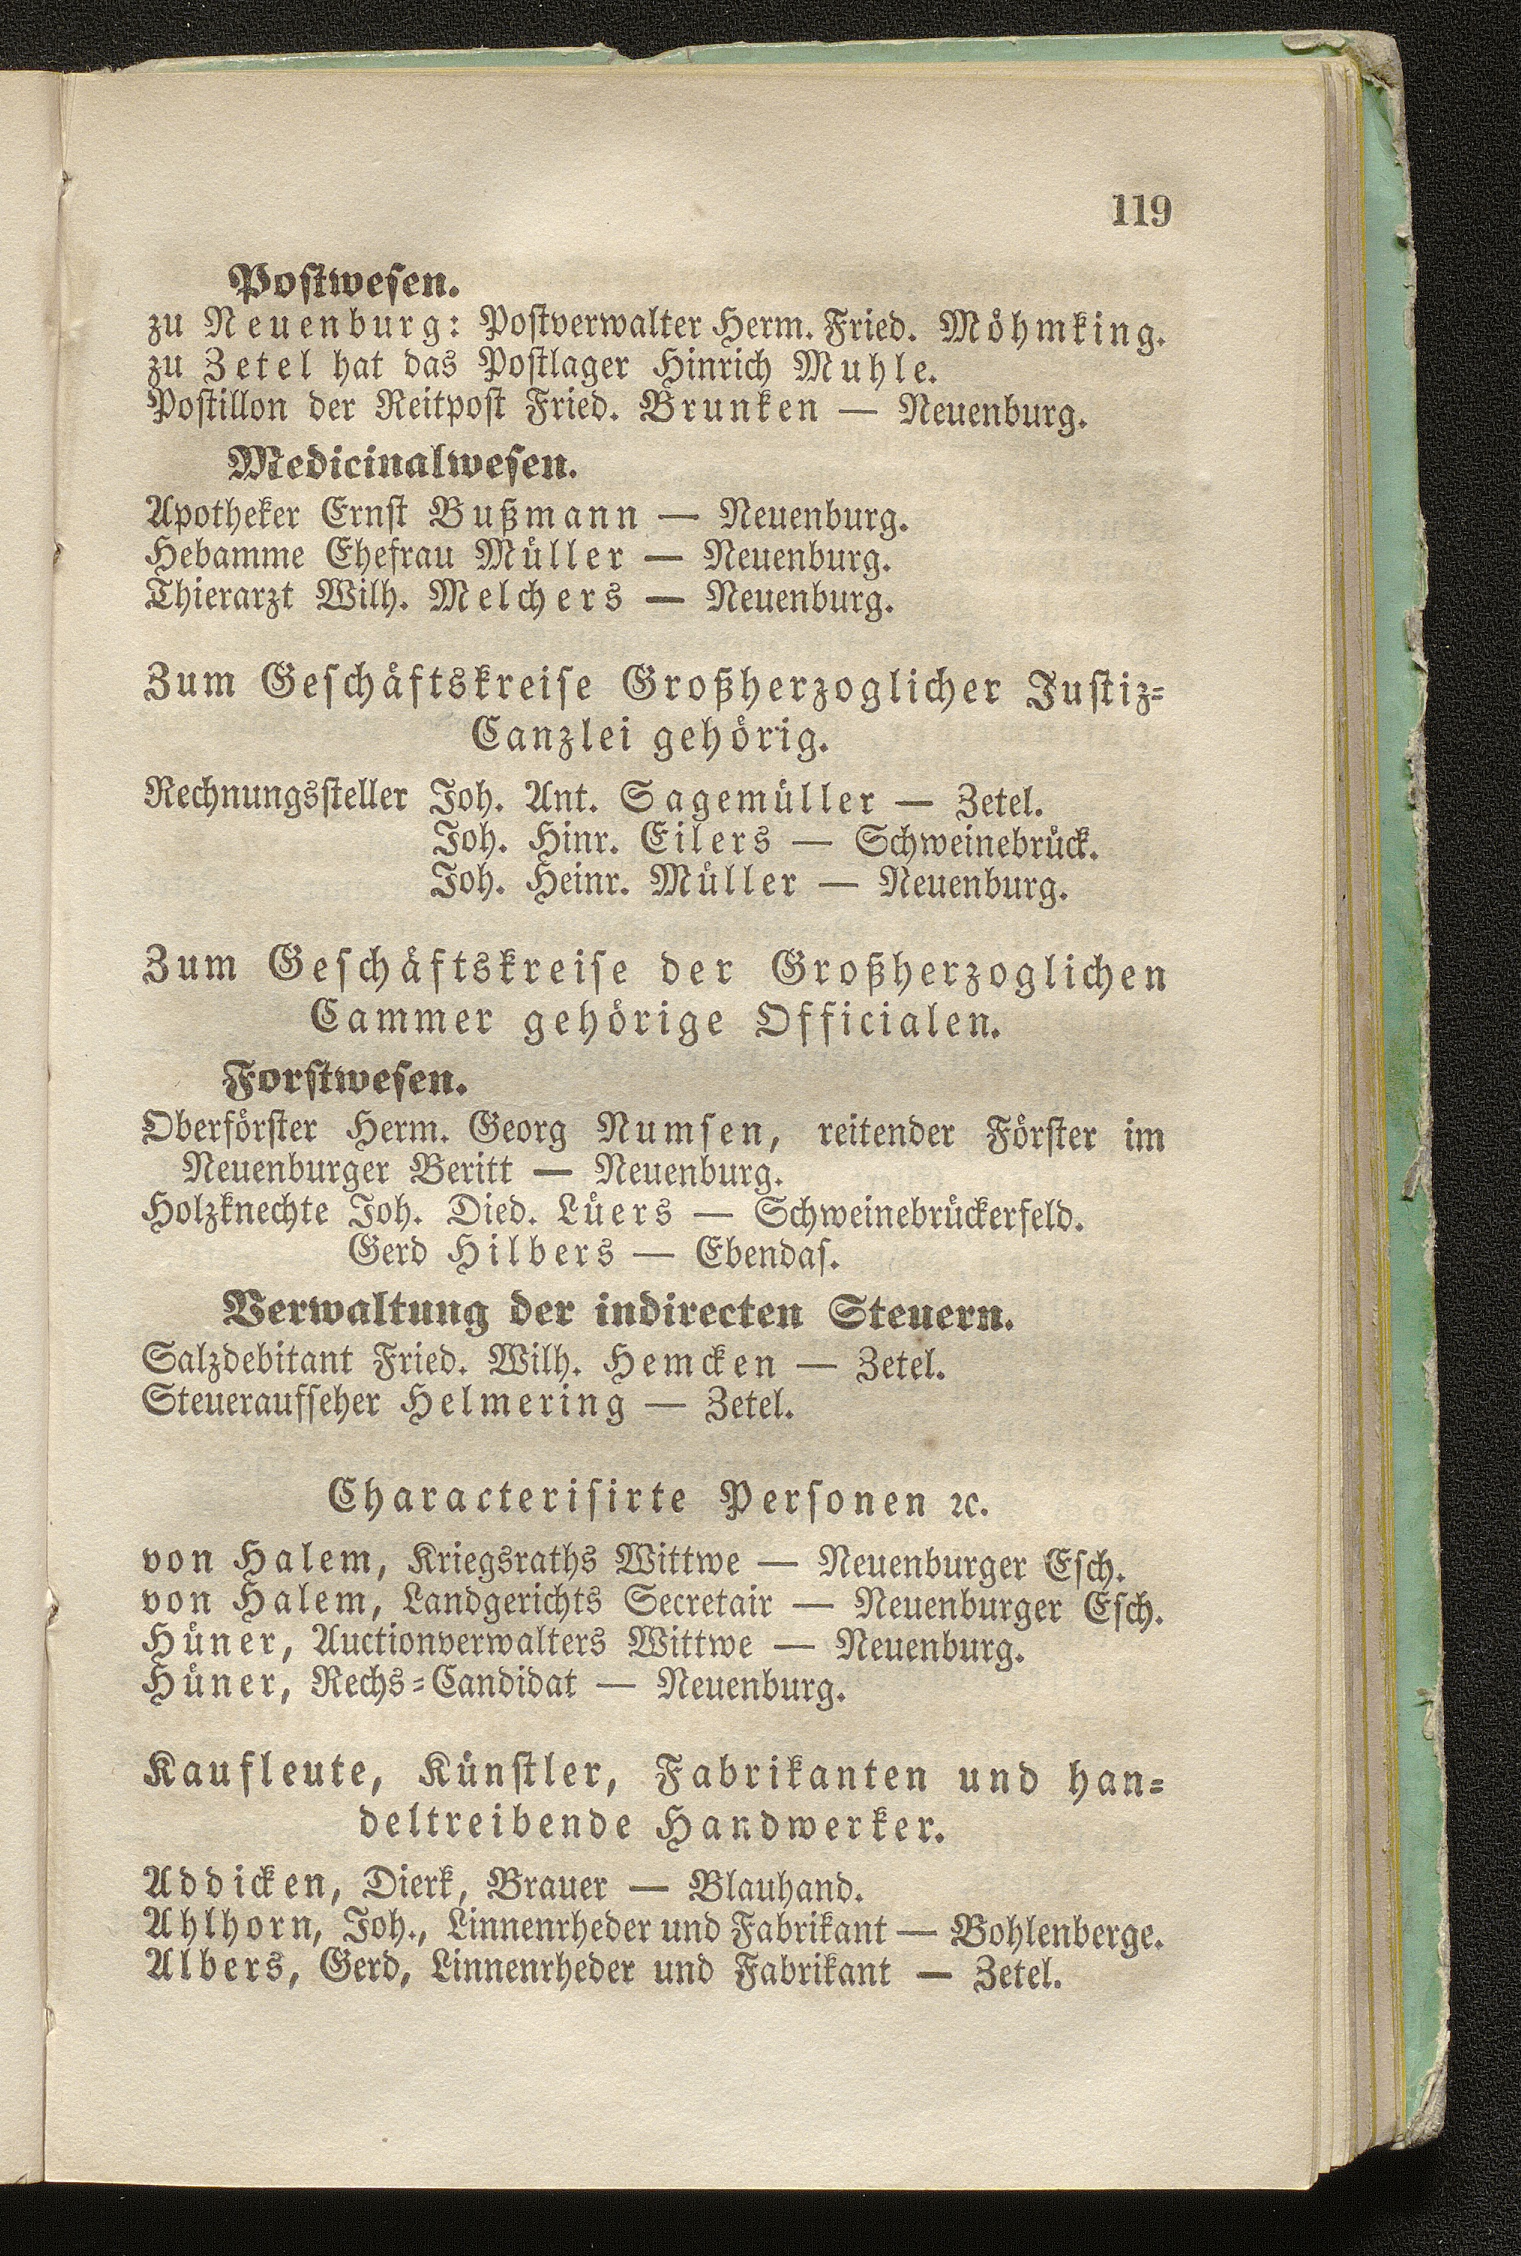 119
Postwesen.
zu Neuenburg: Postverwalter Herm. Fried. Möhmking.
zu Zetel hat das Postlager Hinrich Muhle.
Postillon der Reitpost Fried. Brunken — Neuenburg.
Medicinalwesen.
Apotheker Ernst Bußmann — Neuenburg.
Hebamme Ehefrau Müller — Neuenburg.
Thierarzt Wilh. Melchers — Neuenburg.
Zum Geschäftskreise Großherzoglicher Justiz-
Canzlei gehörig.
Rechnungssteller Joh. Ant. Sagemüller — Zetel.
Joh. Hinr. Eilers — Schweinebrück.
Joh. Heinr. Müller — Neuenburg.
Zum Geschäftskreise der Großherzoglichen
Cammer gehörige Officialen.
Forstwesen.
Oberförster Herm. Georg Numsen, reitender Förster im
Neuenburger Beritt — Neuenburg.
Holzknechte Joh. Died. Lüers — Schweinebrückerfeld.
Gerd Hilbers — Ebendas.
Verwaltung der indirecten Steuern.
Salzdebitant Fried. Wilh. Hemcken — Zetel.
Steueraufseher Helmering — Zetel.
Characterisirte Personen ꝛc.
von Halem, Kriegsraths Wittwe — Neuenburger Esch.
von Halem, Landgerichts Secretair — Neuenburger Esch.
Hüner, Auctionverwalters Wittwe — Neuenburg.
Hüner, Rechs-Candidat — Neuenburg.
Kaufleute, Künstler, Fabrikanten und han-
deltreibende Handwerker.
Addicken, Dierk, Brauer — Blauhand.
Ahlhorn, Joh., Linnenrheder und Fabrikant — Bohlenberge.
Albers, Gerd, Linnenrheder und Fabrikant — Zetel.